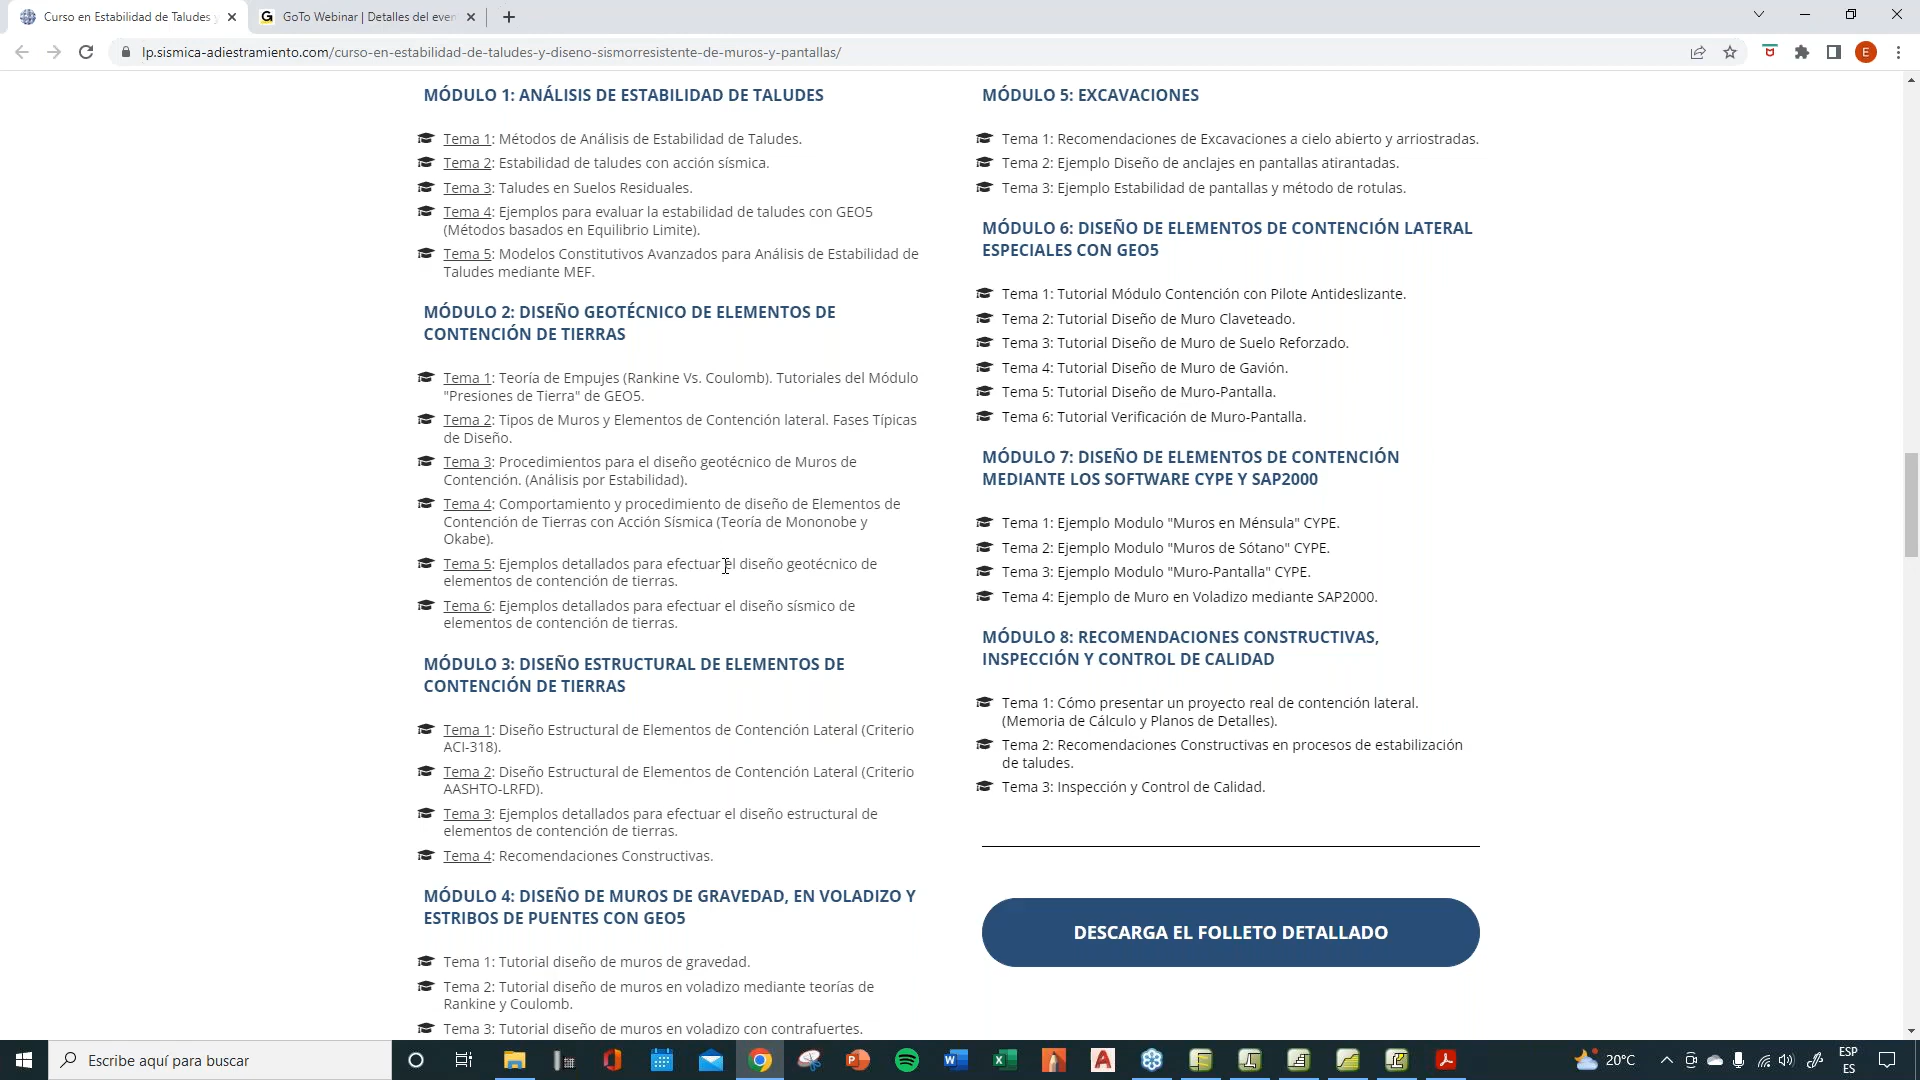 Curso en Estabilidad de Taludes y
GoTo Webinar | Detalles del even
lp.sismica-adiestramiento.com/curso-en-estabilidad-de-taludes-y-diseno-sismorresistente-de-muros-y-pantallas/
E
MÓDULO 1: ANÁLISIS DE ESTABILIDAD DE TALUDES
Tema 1: Métodos de Análisis de Estabilidad de Taludes.
Tema 2: Estabilidad de taludes con acción sísmica.
Tema 3: Taludes en Suelos Residuales.
Tema 4: Ejemplos para evaluar la estabilidad de taludes con GEO5
(Métodos basados en Equilibrio Limite).
Tema 5: Modelos Constitutivos Avanzados para Análisis de Estabilidad de
Taludes mediante MEF.
MÓDULO 2: DISEÑO GEOTÉCNICO DE ELEMENTOS DE
CONTENCIÓN DE TIERRAS
Tema 1: Teoría de Empujes (Rankine Vs. Coulomb). Tutoriales del Módulo
"Presiones de Tierra" de GEO5.
Tema 2: Tipos de Muros y Elementos de Contención lateral. Fases Típicas
de Diseño.
Tema 3: Procedimientos para el diseño geotécnico de Muros de
Contención. (Análisis por Estabilidad).
Tema 4: Comportamiento y procedimiento de diseño de Elementos de
Contención de Tierras con Acción Sísmica (Teoría de Mononobe y
Okabe).
Tema 5: Ejemplos detallados para efectuar el diseño geotécnico de
elementos de contención de tierras.
Tema 6: Ejemplos detallados para efectuar el diseño sísmico de
elementos de contención de tierras.
MÓDULO 3: DISEÑO ESTRUCTURAL DE ELEMENTOS DE
CONTENCIÓN DE TIERRAS
Tema 1: Diseño Estructural de Elementos de Contención Lateral (Criterio
ACI-318).
Tema 2: Diseño Estructural de Elementos de Contención Lateral (Criterio
AASHTO-LRFD).
Tema 3: Ejemplos detallados para efectuar el diseño estructural de
elementos de contención de tierras.
Tema 4: Recomendaciones Constructivas.
MÓDULO 4: DISEÑO DE MUROS DE GRAVEDAD, EN VOLADIZO Y
ESTRIBOS DE PUENTES CON GEO5
Tema 1: Tutorial diseño de muros de gravedad.
Tema 2: Tutorial diseño de muros en voladizo mediante teorías de
Rankine y Coulomb.
Tema 3: Tutorial diseño de muros en voladizo con contrafuertes.
MÓDULO 5: EXCAVACIONES
Tema 1: Recomendaciones de Excavaciones a cielo abierto y arriostradas.
Tema 2: Ejemplo Diseño de anclajes en pantallas atirantadas.
Tema 3: Ejemplo Estabilidad de pantallas y método de rotulas.
MÓDULO 6: DISEÑO DE ELEMENTOS DE CONTENCIÓN LATERAL
ESPECIALES CON GEO5
Tema 1: Tutorial Módulo Contención con Pilote Antideslizante.
Tema 2: Tutorial Diseño de Muro Claveteado.
Tema 3: Tutorial Diseño de Muro de Suelo Reforzado.
Tema 4: Tutorial Diseño de Muro de Gavión.
Tema 5: Tutorial Diseño de Muro-Pantalla.
Tema 6: Tutorial Verificación de Muro-Pantalla.
MÓDULO 7: DISEÑO DE ELEMENTOS DE CONTENCIÓN
MEDIANTE LOS SOFTWARE CYPE Y SAP2000
Tema 1: Ejemplo Modulo "Muros en Ménsula" CYPE.
Tema 2: Ejemplo Modulo "Muros de Sótano" CYPE.
Tema 3: Ejemplo Modulo "Muro-Pantalla" CYPE.
Tema 4: Ejemplo de Muro en Voladizo mediante SAP2000.
MÓDULO 8: RECOMENDACIONES CONSTRUCTIVAS,
INSPECCIÓN Y CONTROL DE CALIDAD
Tema 1: Cómo presentar un proyecto real de contención lateral.
(Memoria de Cálculo y Planos de Detalles).
Tema 2: Recomendaciones Constructivas en procesos de estabilización
de taludes.
Tema 3: Inspección y Control de Calidad.
DESCARGA EL FOLLETO DETALLADO
Escribe aquí para buscar
20°C
ESP
ES